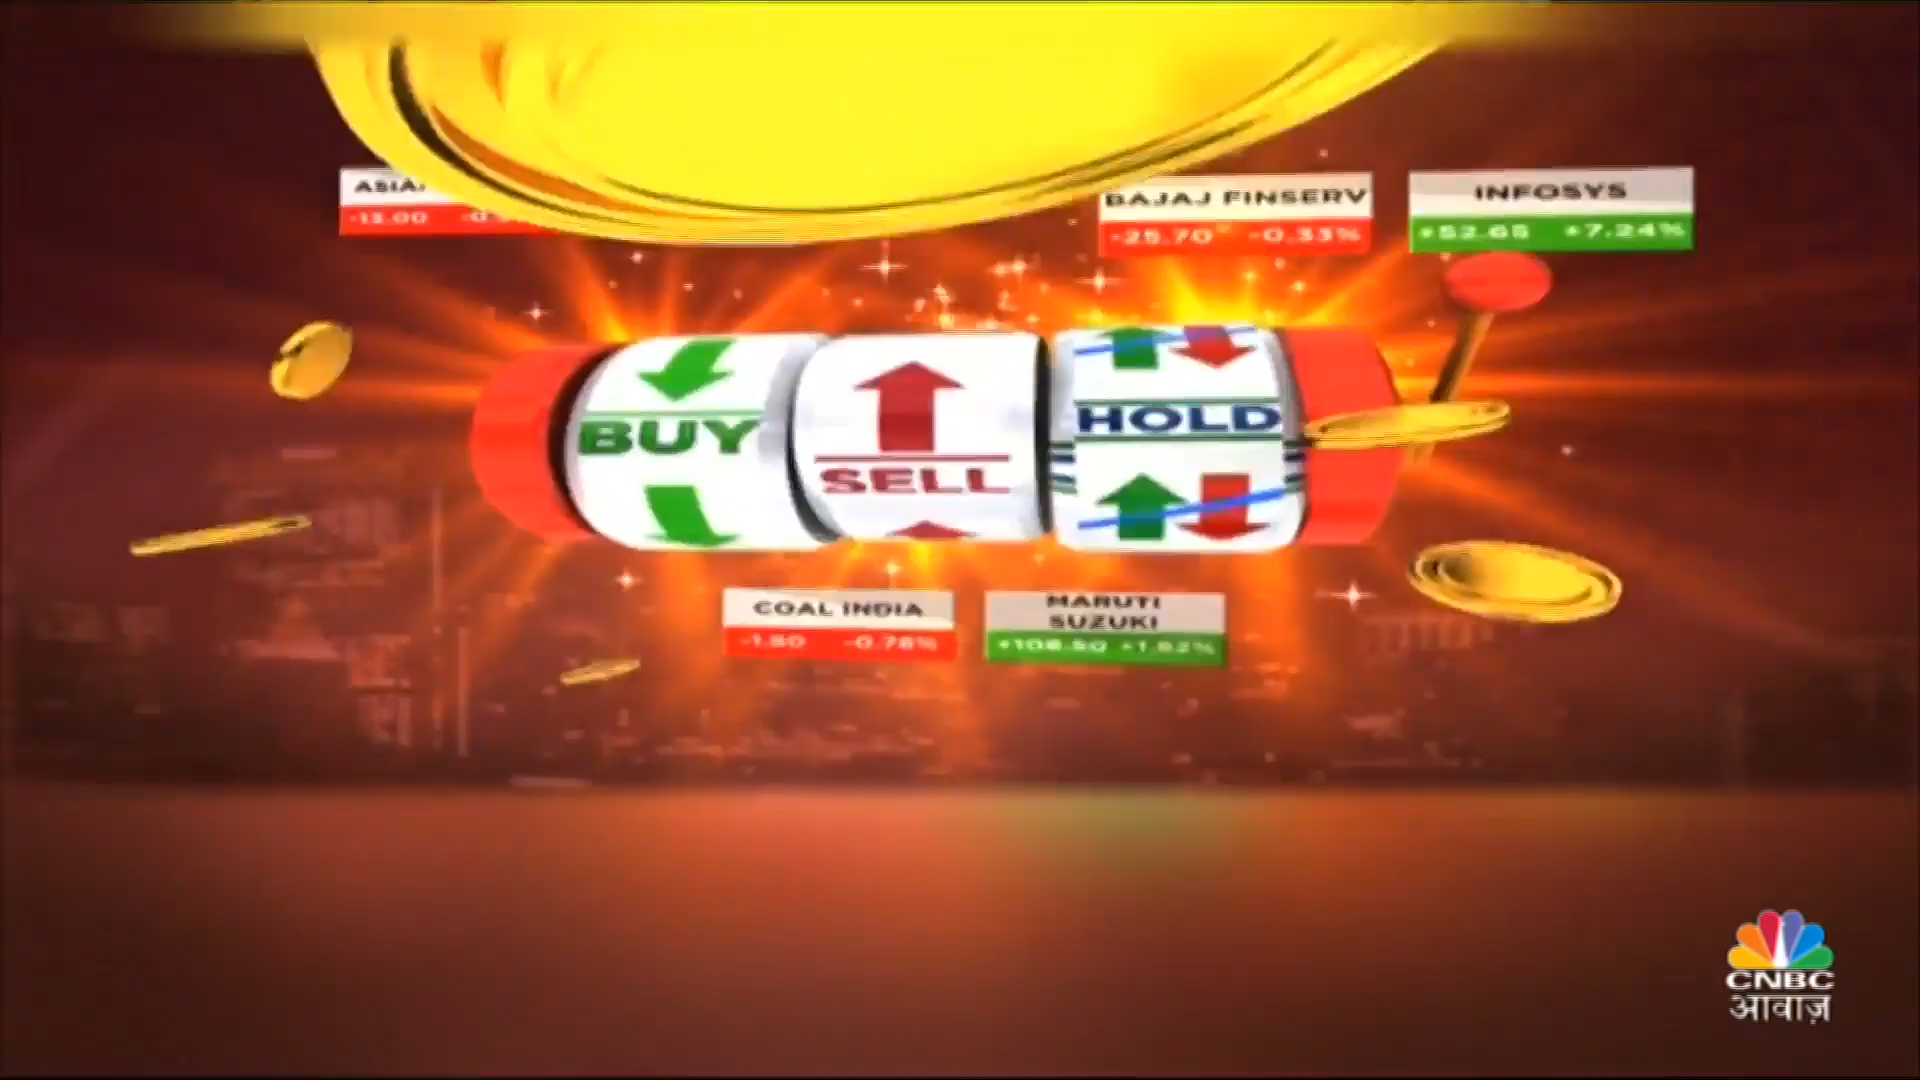 BAJAJ FINSERV
-25.70 -0.33%
INFOSYS
+52.65 +7.24%
-13.00
BUY
SELL
HOLD
COAL INDIA
-1.80 -0.78%
MARUTI
SUZUKI
+108.50 +1.82%
CNBC
आवाज़